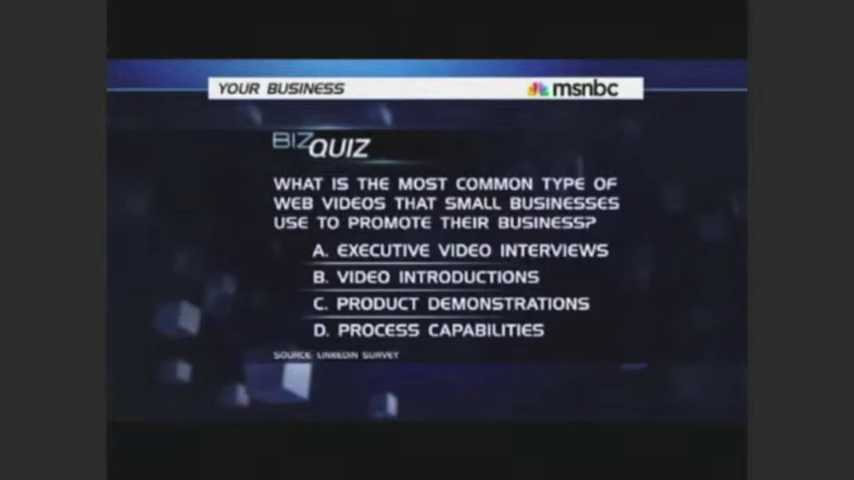 YOUR BUSINESS
msnbc
BIZ QUIZ
WHAT IS THE MOST COMMON TYPE OF
WEB VIDEOS THAT SMALL BUSINESSES
USE TO PROMOTE THEIR BUSINESS?
A. EXECUTIVE VIDEO INTERVIEWS
B. VIDEO INTRODUCTIONS
C. PRODUCT DEMONSTRATIONS
D. PROCESS CAPABILITIES
SOURCE: LINKEDIN SURVEY